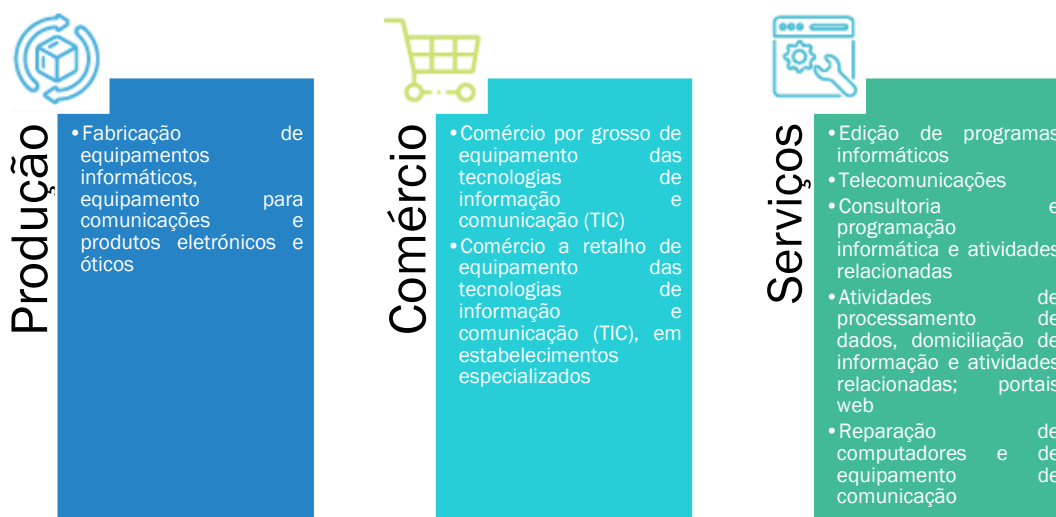 Produção
•Fabricação de
equipamentos
informáticos,
equipamento para
comunicações e
produtos eletrónicos e
óticos
Comércio
•Comércio por grosso de
equipamento das
tecnologias de
informação e
comunicação (TIC)
•Comércio a retalho de
equipamento das
tecnologias de
informação e
comunicação (TIC), em
estabelecimentos
especializados
Serviços
•Edição de programas
informáticos
•Telecomunicações
•Consultoria e
programação
informática e atividades
relacionadas
•Atividades de
processamento de
dados, domiciliação de
informação e atividades
relacionadas; portais
web
•Reparação de
computadores e de
equipamento de
comunicação